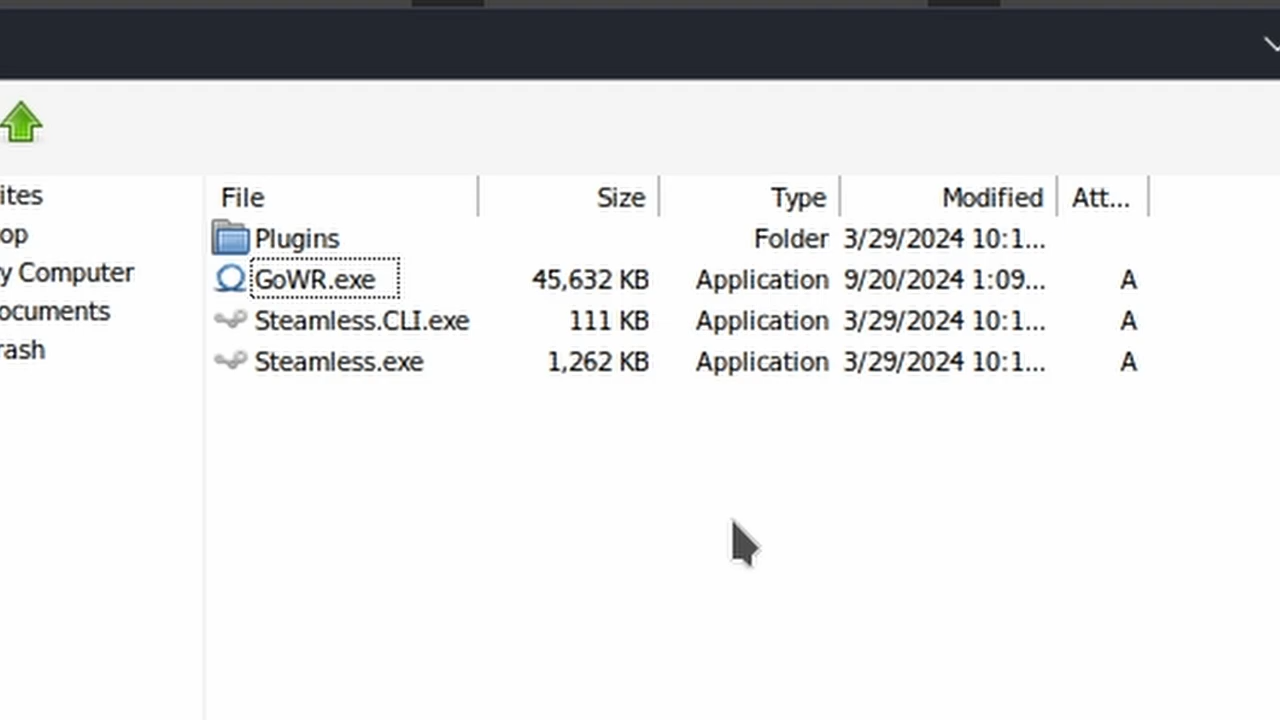 ites
op
y Computer
ocuments
rash
File Size Type Modified Att...
Plugins Folder 3/29/2024 10:1...
GoWR.exe 45,632 KB Application 9/20/2024 1:09... A
Steamless.CLI.exe 111 KB Application 3/29/2024 10:1... A
Steamless.exe 1,262 KB Application 3/29/2024 10:1... A